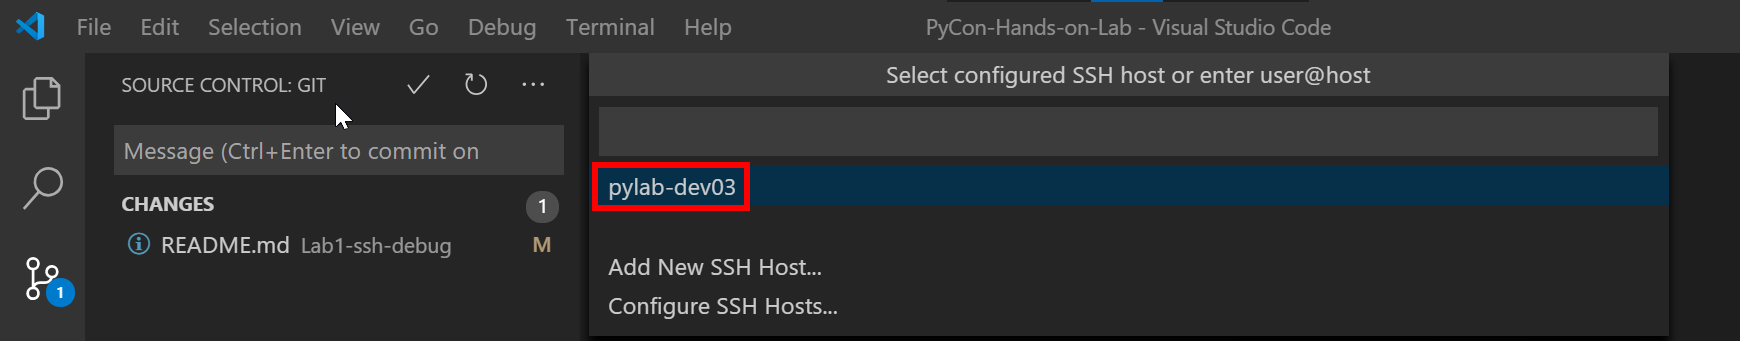 File Edit Selection View Go Debug Terminal Help PyCon-Hands-on-Lab - Visual Studio Code
SOURCE CONTROL: GIT
Message (Ctrl+Enter to commit on
CHANGES 1
README.md Lab1-ssh-debug M
1
Select configured SSH host or enter user@host
pylab-dev03
Add New SSH Host...
Configure SSH Hosts...